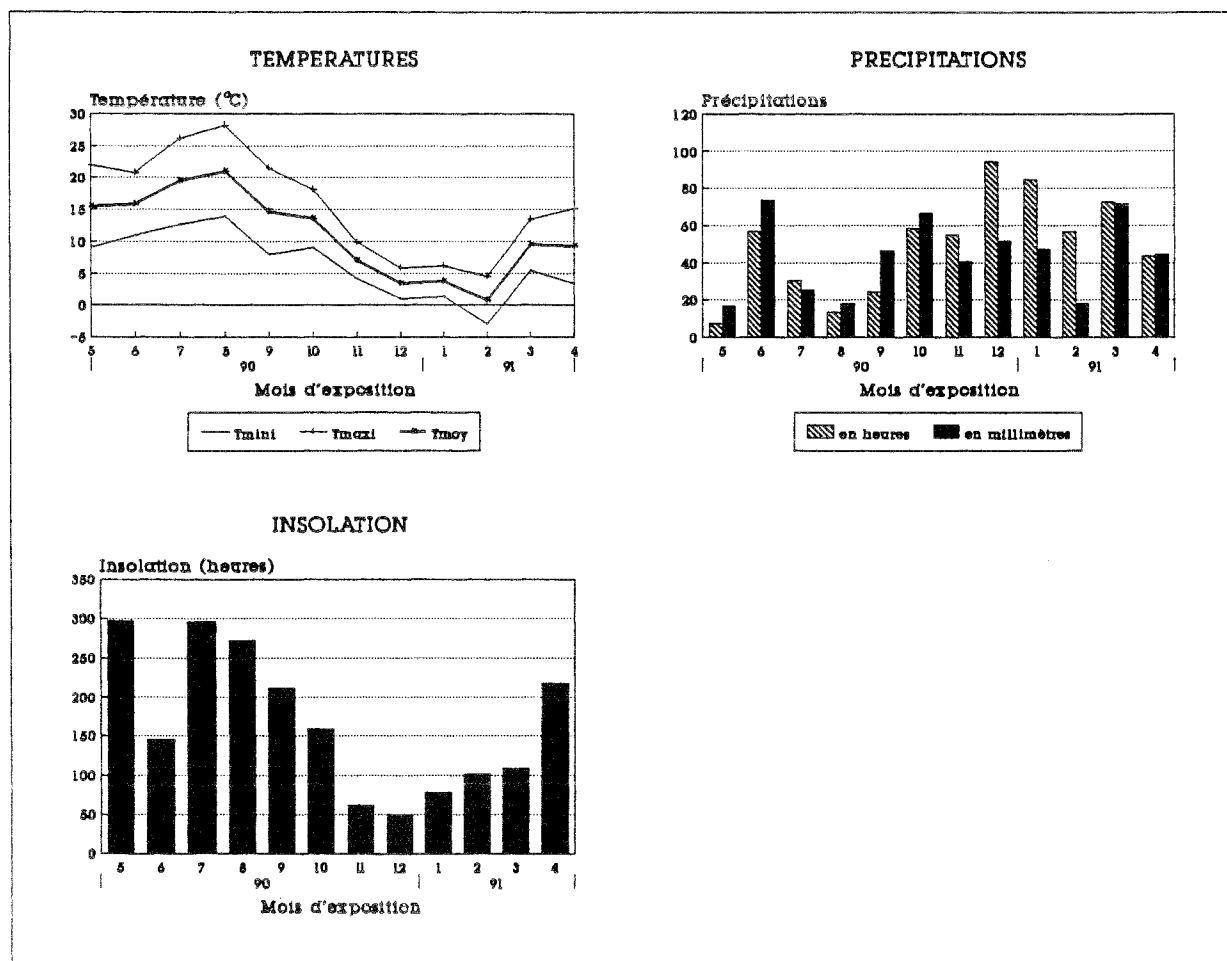 TEMPERATURES
Température (°C)
30
25
20
15
10
5
0
-5
5 6 7 8 9 10 11 12 1 2 3 4
90 91
Mois d'exposition
Tmini Tmaxi Tmoy
PRECIPITATIONS
Précipitations
120
100
80
60
40
20
0
5 6 7 8 9 10 11 12 1 2 3 4
90 91
Mois d'exposition
en heures en millimètres
INSOLATION
Insolation (heures)
350
300
250
200
150
100
50
0
5 6 7 8 9 10 11 12 1 2 3 4
90 91
Mois d'exposition